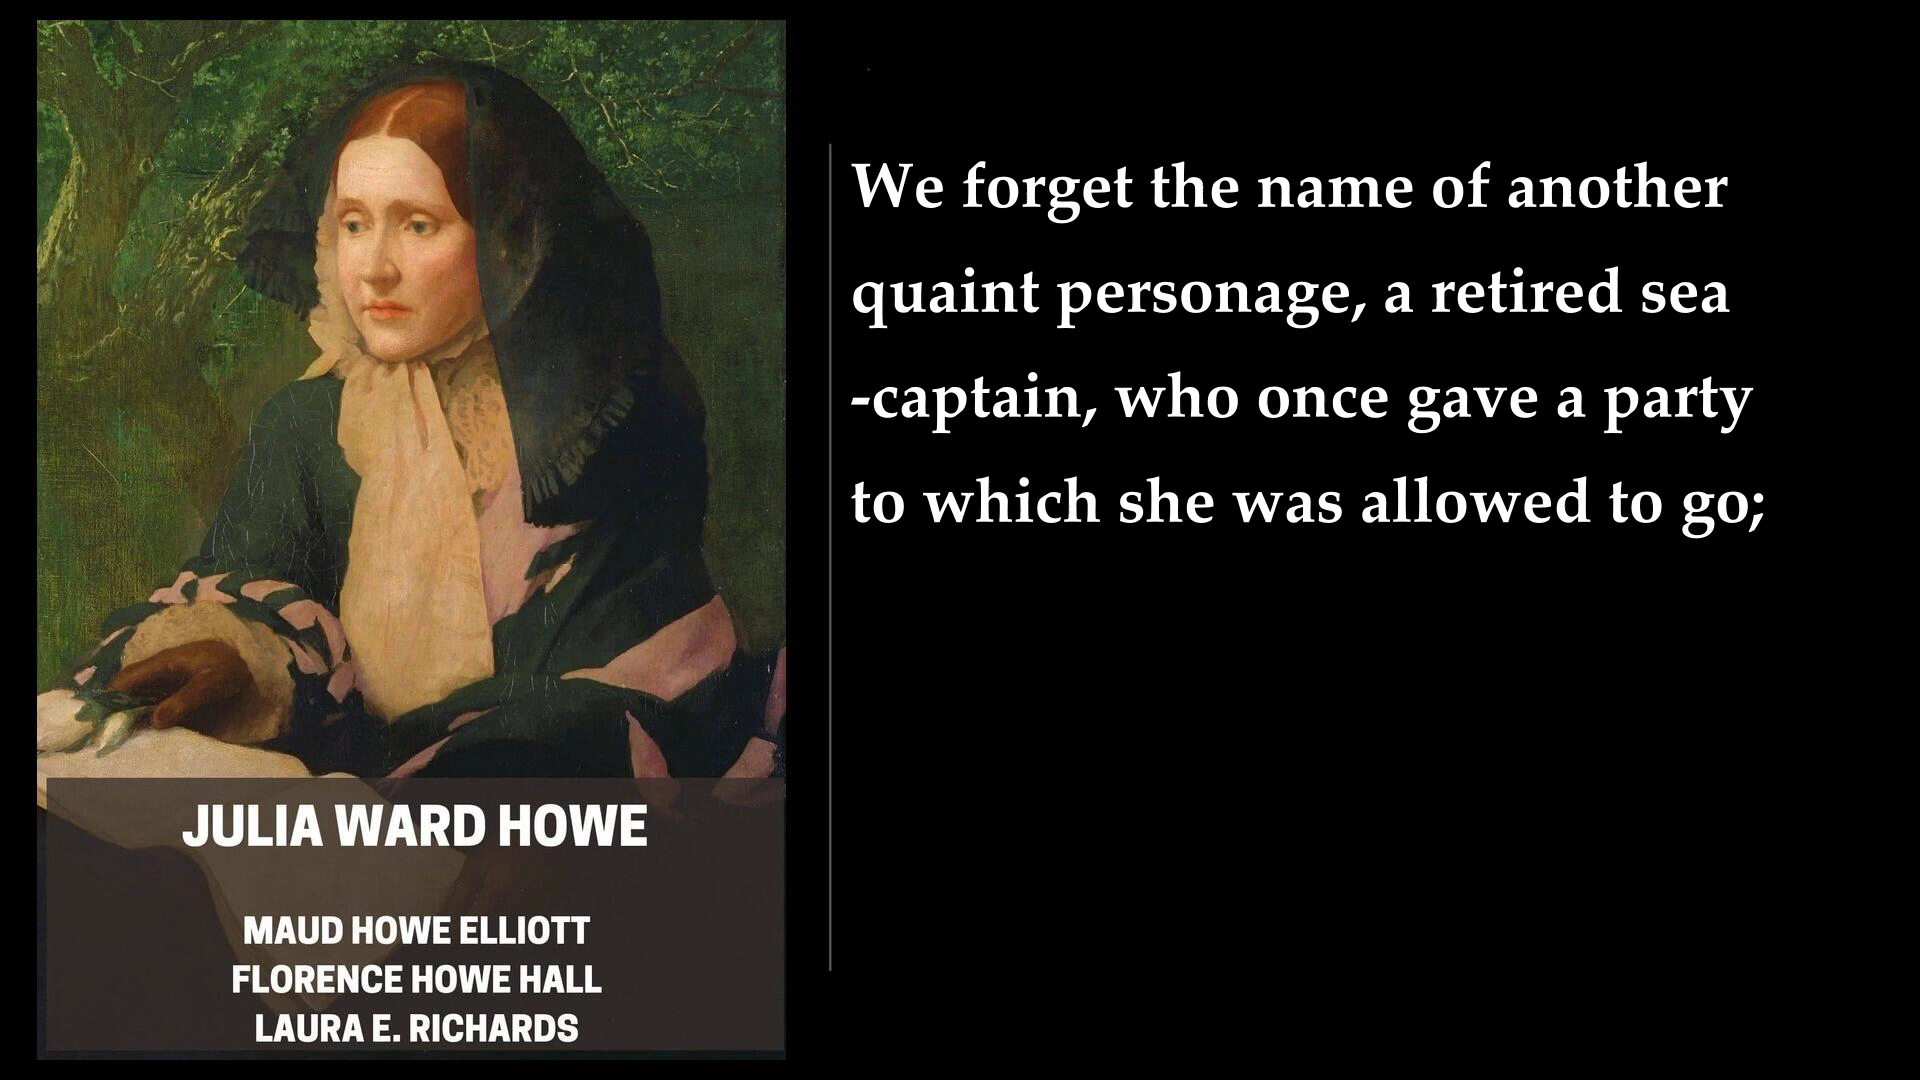 JULIA WARD HOWE
MAUD HOWE ELLIOTT
FLORENCE HOWE HALL
LAURA E. RICHARDS
We forget the name of another
quaint personage, a retired sea
-captain, who once gave a party
to which she was allowed to go;